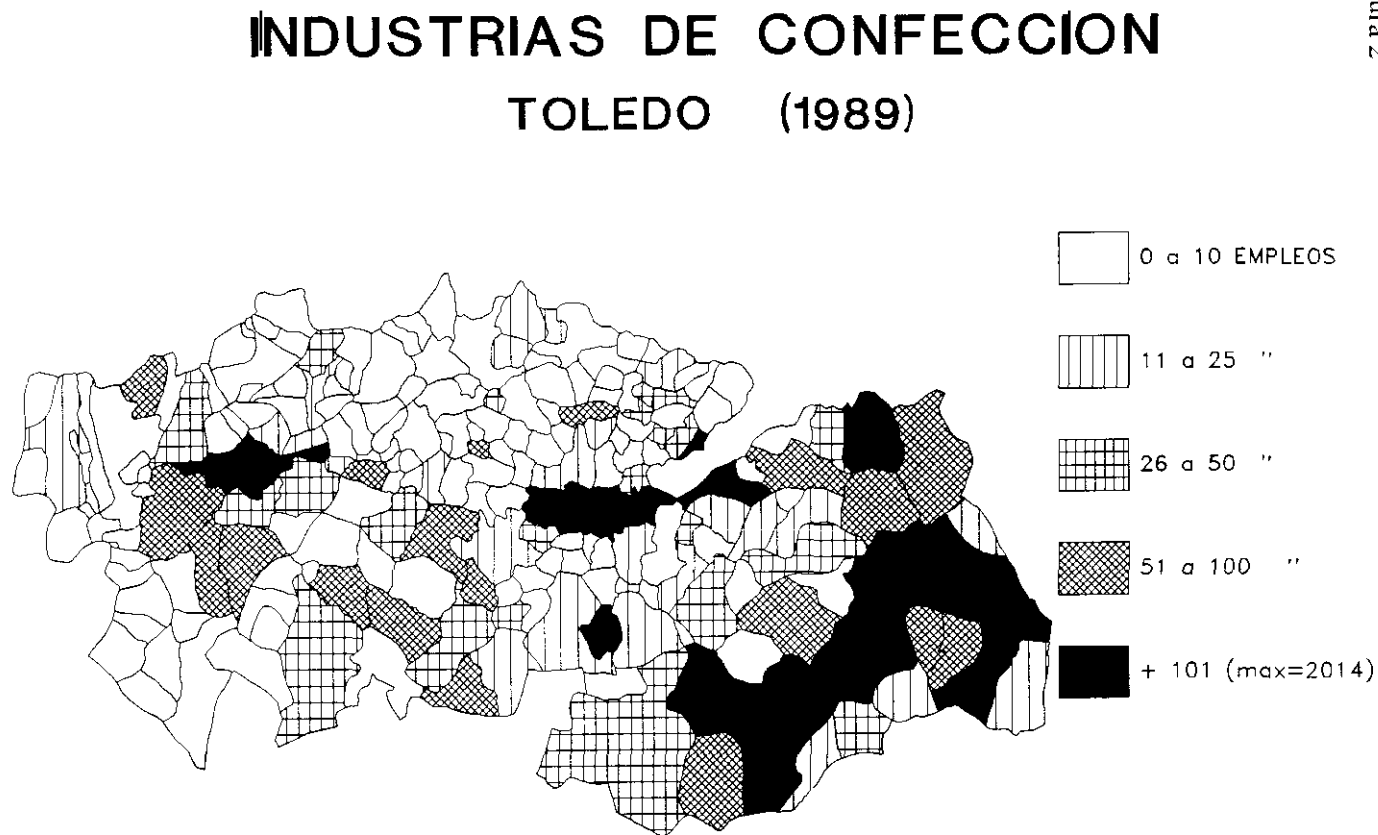 INDUSTRIAS DE CONFECCION
TOLEDO (1989)
0 a 10 EMPLEOS
11 a 25 "
26 a 50 "
51 a 100 "
+ 101 (max=2014)